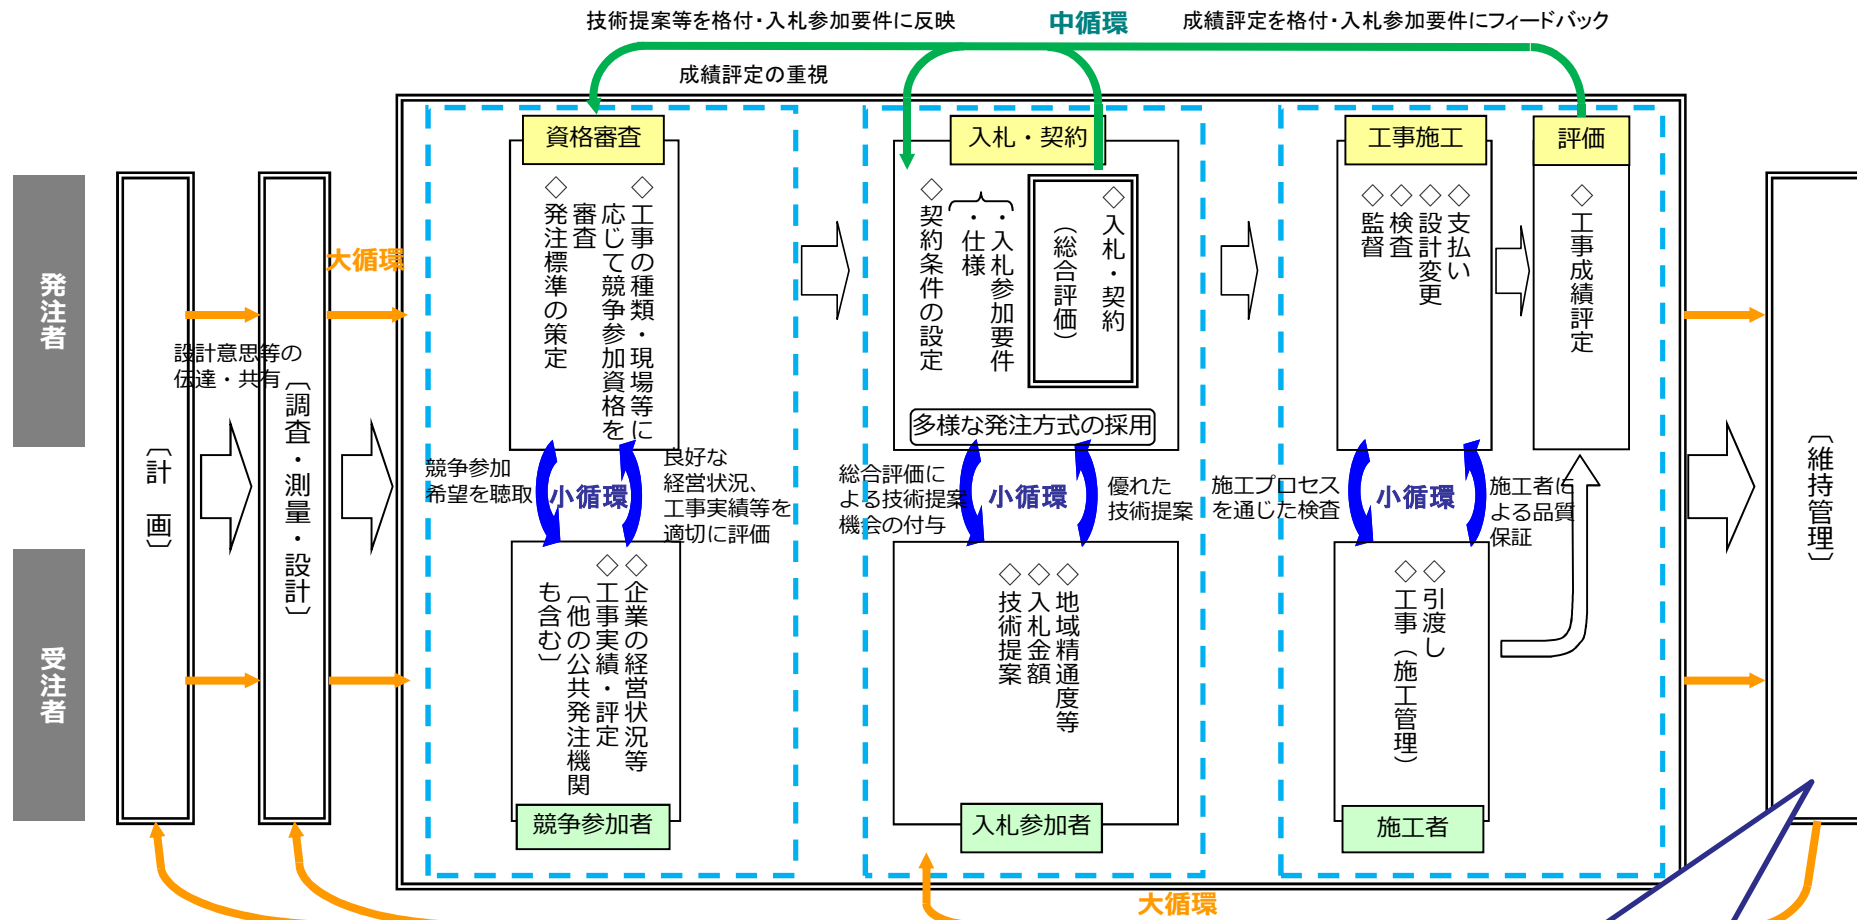 技術提案等を格付・入札参加要件に反映
中循環
成績評定を格付・入札参加要件にフィードバック
成績評定の重視
発注者
受注者
〔計 画〕
設計意思等の
伝達・共有
〔調査・測量・設計〕
大循環
資格審査
◇工事の種類・現場等に
応じて競争参加資格を
審査
◇発注標準の策定
競争参加
希望を聴取
小循環
良好な
経営状況、
工事実績等を
適切に評価
◇企業の経営状況等
◇工事実績・評定
〔他の公共発注機関
も含む〕
競争参加者
入札・契約
◇入札・契約
（総合評価）
・入札参加要件
・仕様
◇契約条件の設定
多様な発注方式の採用
総合評価に
よる技術提案
機会の付与
小循環
優れた
技術提案
◇地域精通度等
◇入札金額
◇技術提案
入札参加者
工事施工
◇支払い
◇設計変更
◇検査
◇監督
評価
◇工事成績評定
施工プロセス
を通じた検査
小循環
施工者に
よる品質
保証
◇引渡し
◇工事（施工管理）
施工者
〔維持管理〕
大循環